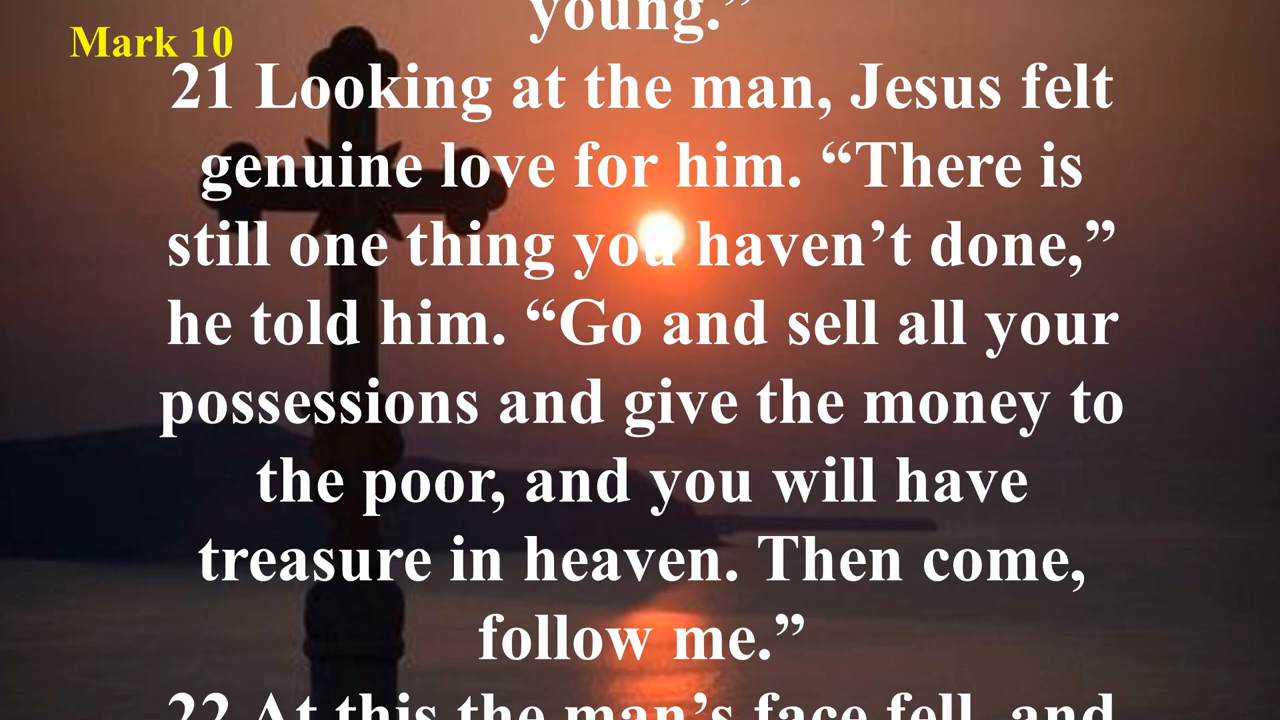 young.”
Mark 10
21 Looking at the man, Jesus felt
genuine love for him. “There is
still one thing you haven’t done,”
he told him. “Go and sell all your
possessions and give the money to
the poor, and you will have
treasure in heaven. Then come,
follow me.”
22 At this the man’s face fell, and